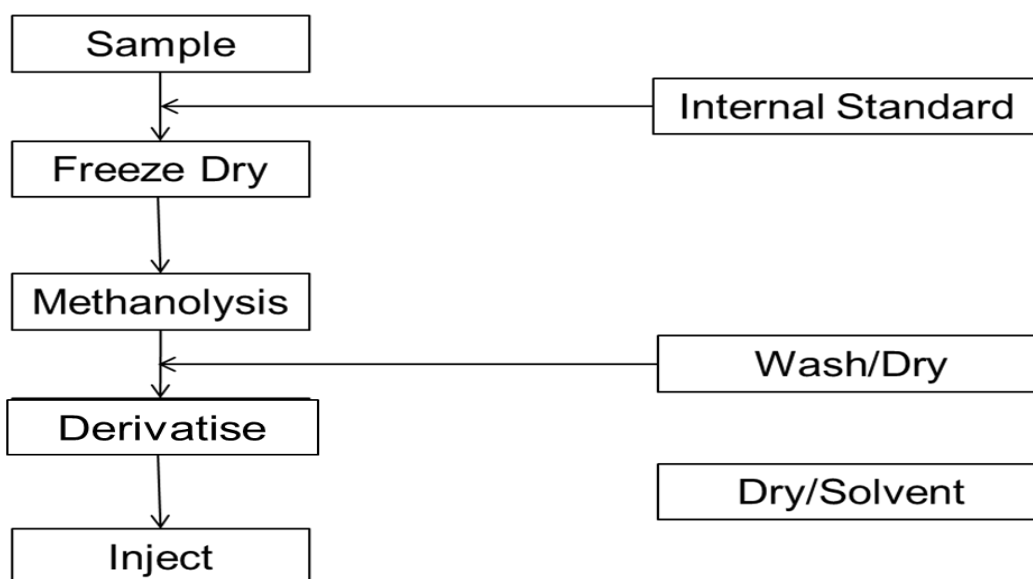 Sample
Internal Standard
Freeze Dry
Methanolysis
Wash/Dry
Derivatise
Dry/Solvent
Inject